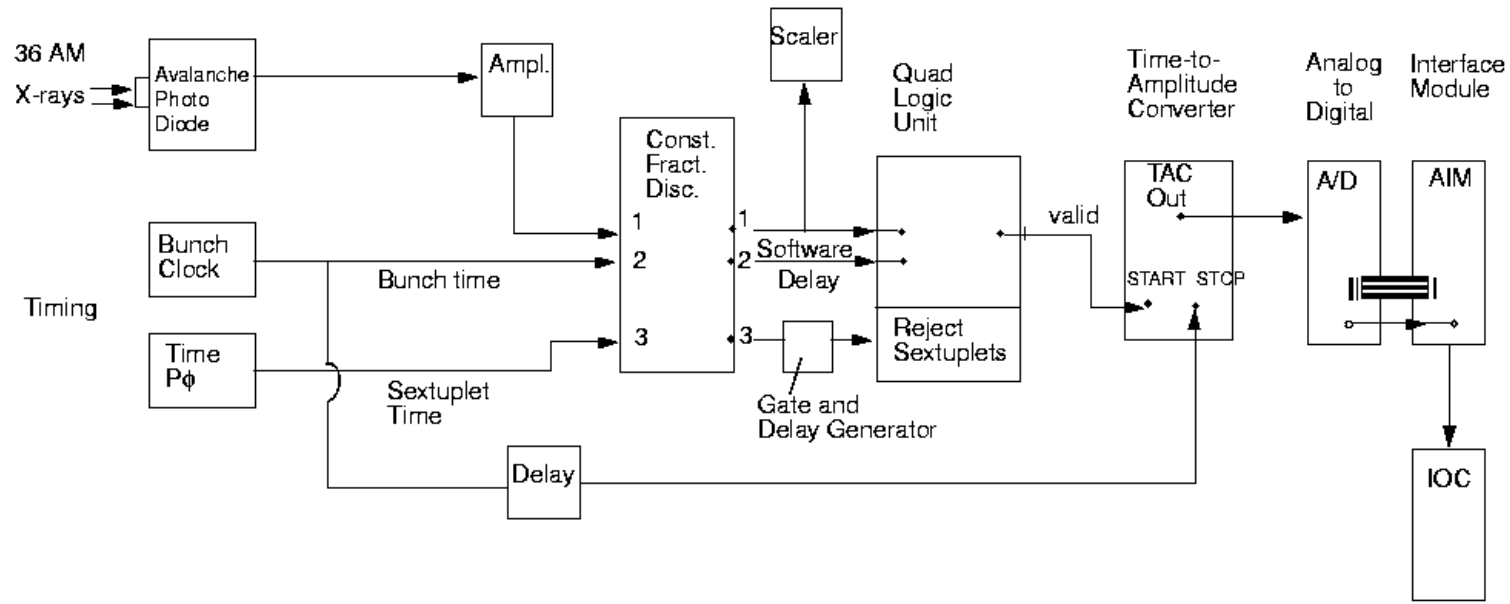 36 AM
X-rays
Avalanche
Photo
Diode
Ampl.
Scaler
Quad
Logic
Unit
Time-to-
Amplitude
Converter
Analog
to
Digital
Interface
Module
Const.
Fract.
Disc.
1
2
3
1
2
3
Software
Delay
valid
TAC
Out
START STOP
A/D
AIM
Timing
Bunch
Clock
Bunch time
Time
Pϕ
Sextuplet
Time
Reject
Sextuplets
Gate and
Delay Generator
Delay
IOC